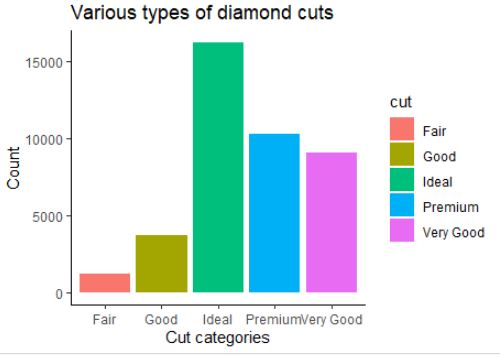 Various types of diamond cuts
15000
10000
5000
0
Count
Fair Good Ideal Premium Very Good
Cut categories
cut
Fair
Good
Ideal
Premium
Very Good